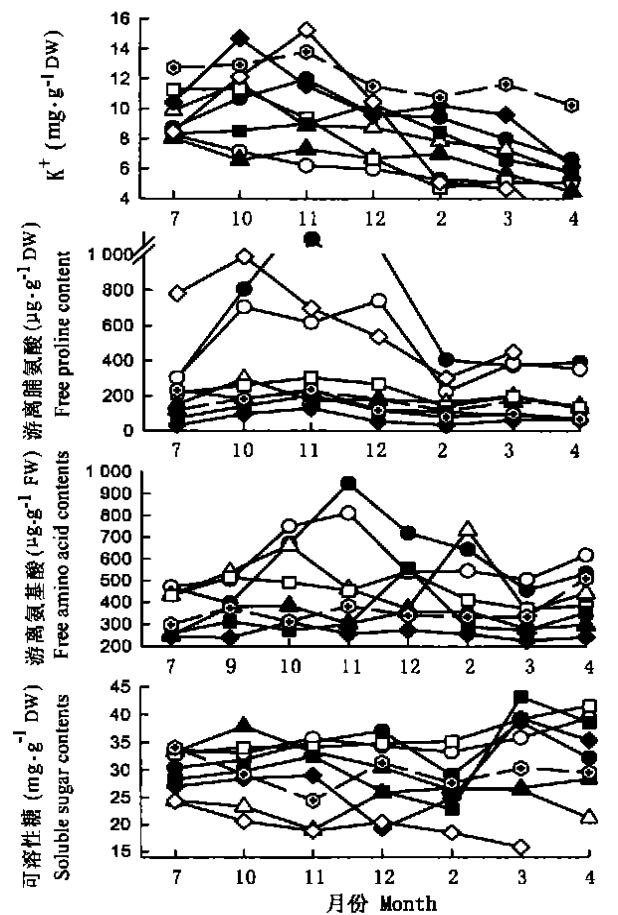 K⁺ (mg·g⁻¹DW)
16
14
12
10
8
6
4
7 10 11 12 2 3 4
游离脯氨酸(μg·g⁻¹DW)
Free proline content
1 000
800
600
400
200
0
7 10 11 12 2 3 4
游离氨基酸(μg·g⁻¹ FW)
Free amino acid contents
1 000
900
800
700
600
500
400
300
200
7 9 10 11 12 2 3 4
可溶性糖 (mg·g⁻¹ DW)
Soluble sugar contents
45
40
35
30
25
20
15
7 10 11 12 2 3 4
月份 Month